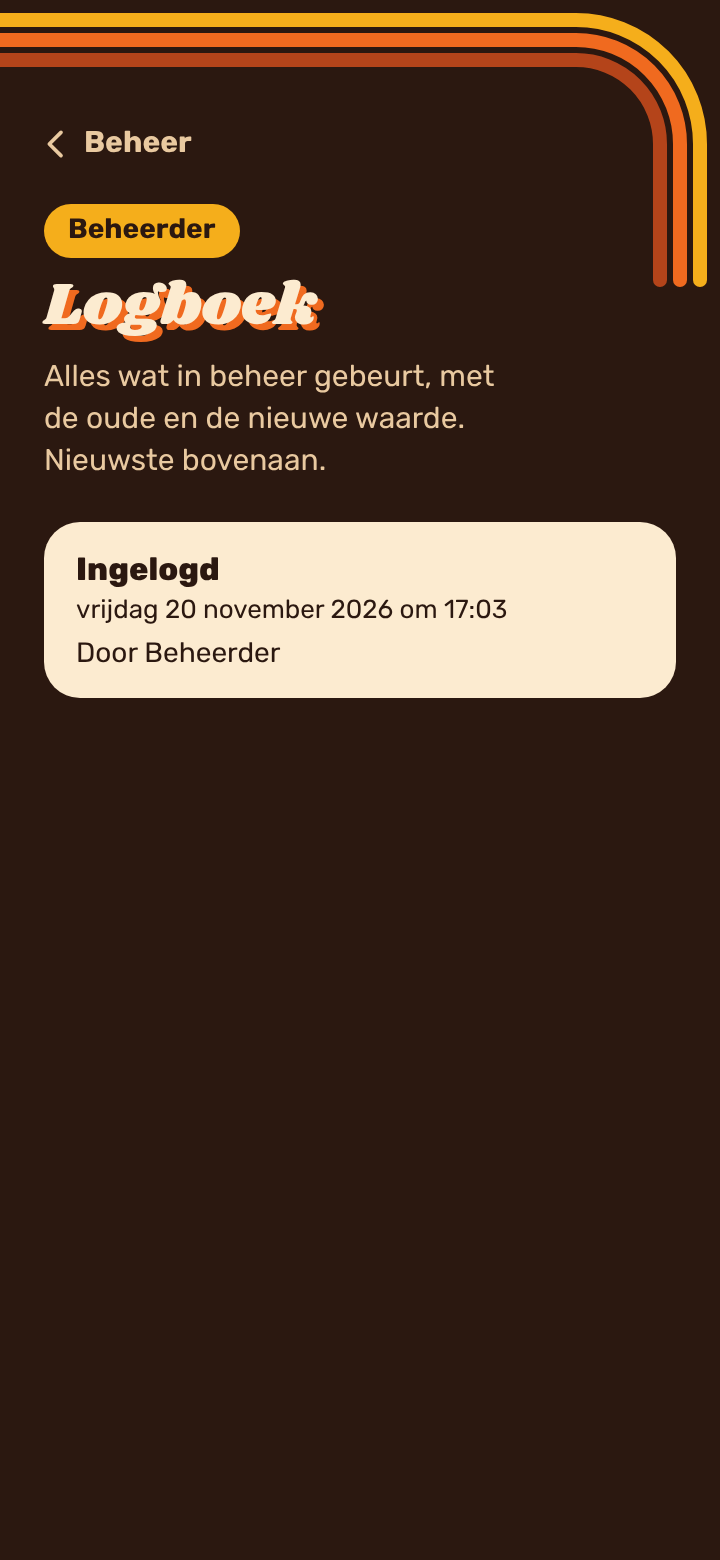 Beheer
Beheerder
Logboek
Alles wat in beheer gebeurt, met
de oude en de nieuwe waarde.
Nieuwste bovenaan.
Ingelogd
vrijdag 20 november 2026 om 17:03
Door Beheerder